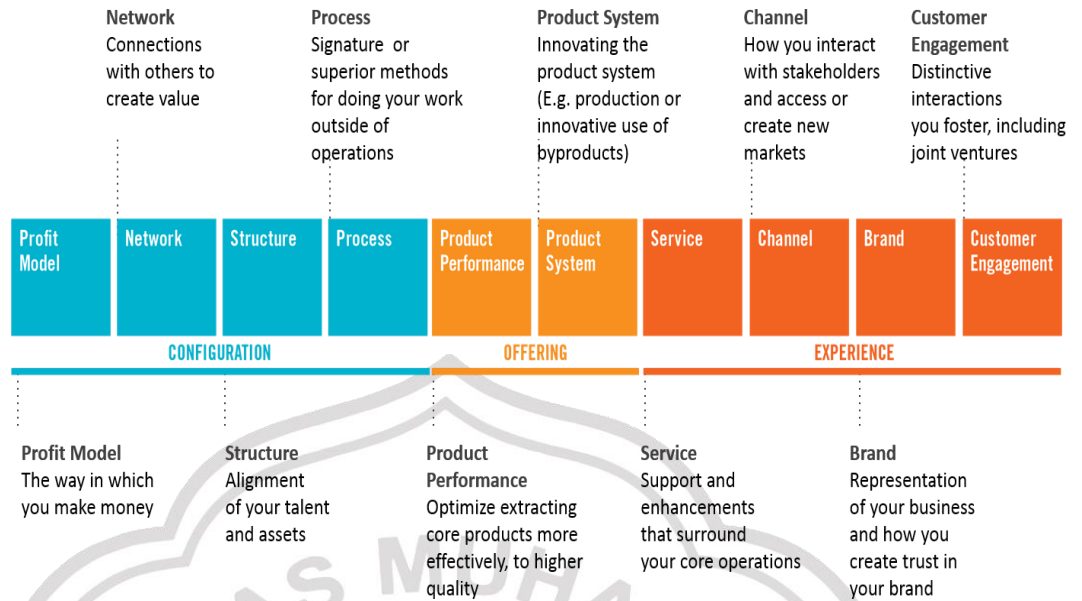 Network
Connections
with others to
create value
Process
Signature or
superior methods
for doing your work
outside of
operations
Product System
Innovating the
product system
(E.g. production or
innovative use of
byproducts)
Channel
How you interact
with stakeholders
and access or
create new
markets
Customer
Engagement
Distinctive
interactions
you foster, including
joint ventures
Profit
Model
Network
Structure
Process
Product
Performance
Product
System
Service
Channel
Brand
Customer
Engagement
CONFIGURATION
OFFERING
EXPERIENCE
Profit Model
The way in which
you make money
Structure
Alignment
of your talent
and assets
Product
Performance
Optimize extracting
core products more
effectively, to higher
quality
Service
Support and
enhancements
that surround
your core operations
Brand
Representation
of your business
and how you
create trust in
your brand